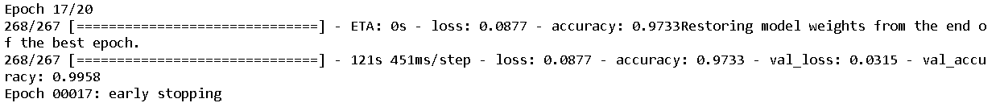 Epoch 17/20
268/267 [==============================] - ETA: 0s - loss: 0.0877 - accuracy: 0.9733Restoring model weights from the end o
f the best epoch.
268/267 [==============================] - 121s 451ms/step - loss: 0.0877 - accuracy: 0.9733 - val_loss: 0.0315 - val_accu
racy: 0.9958
Epoch 00017: early stopping